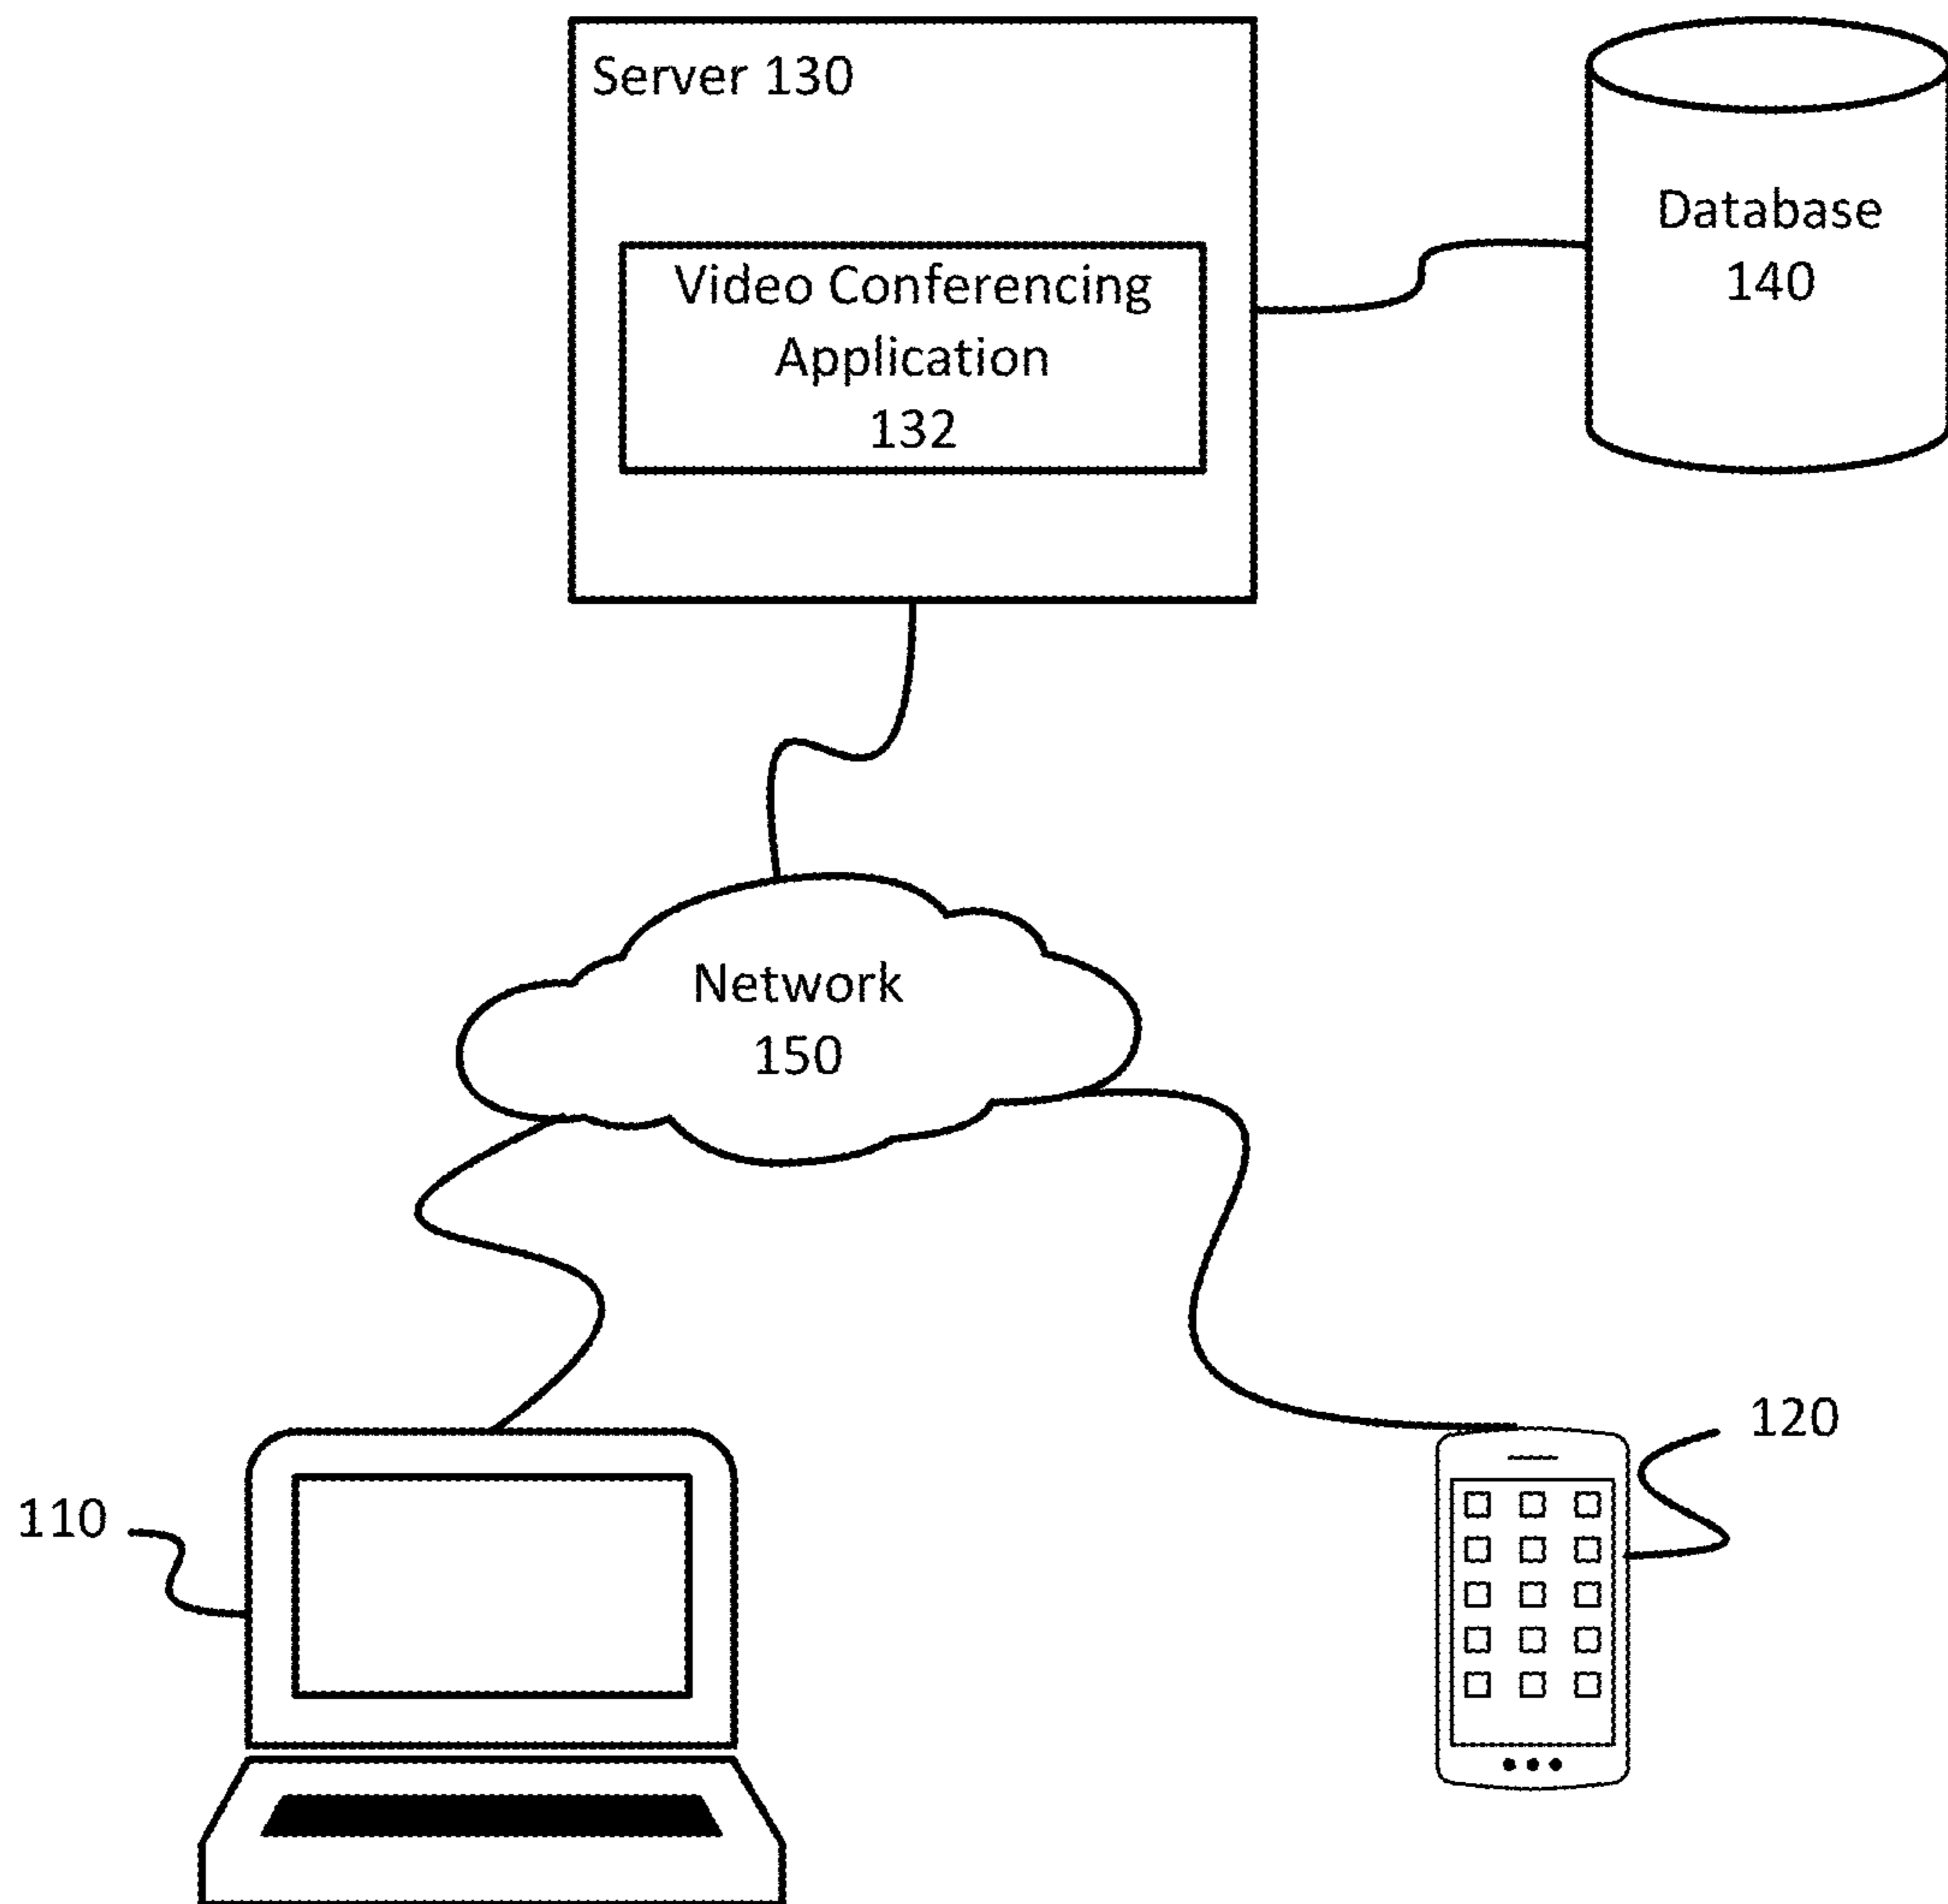 Server 130
Video Conferencing
Application
132
Database
140
Network
150
120
110